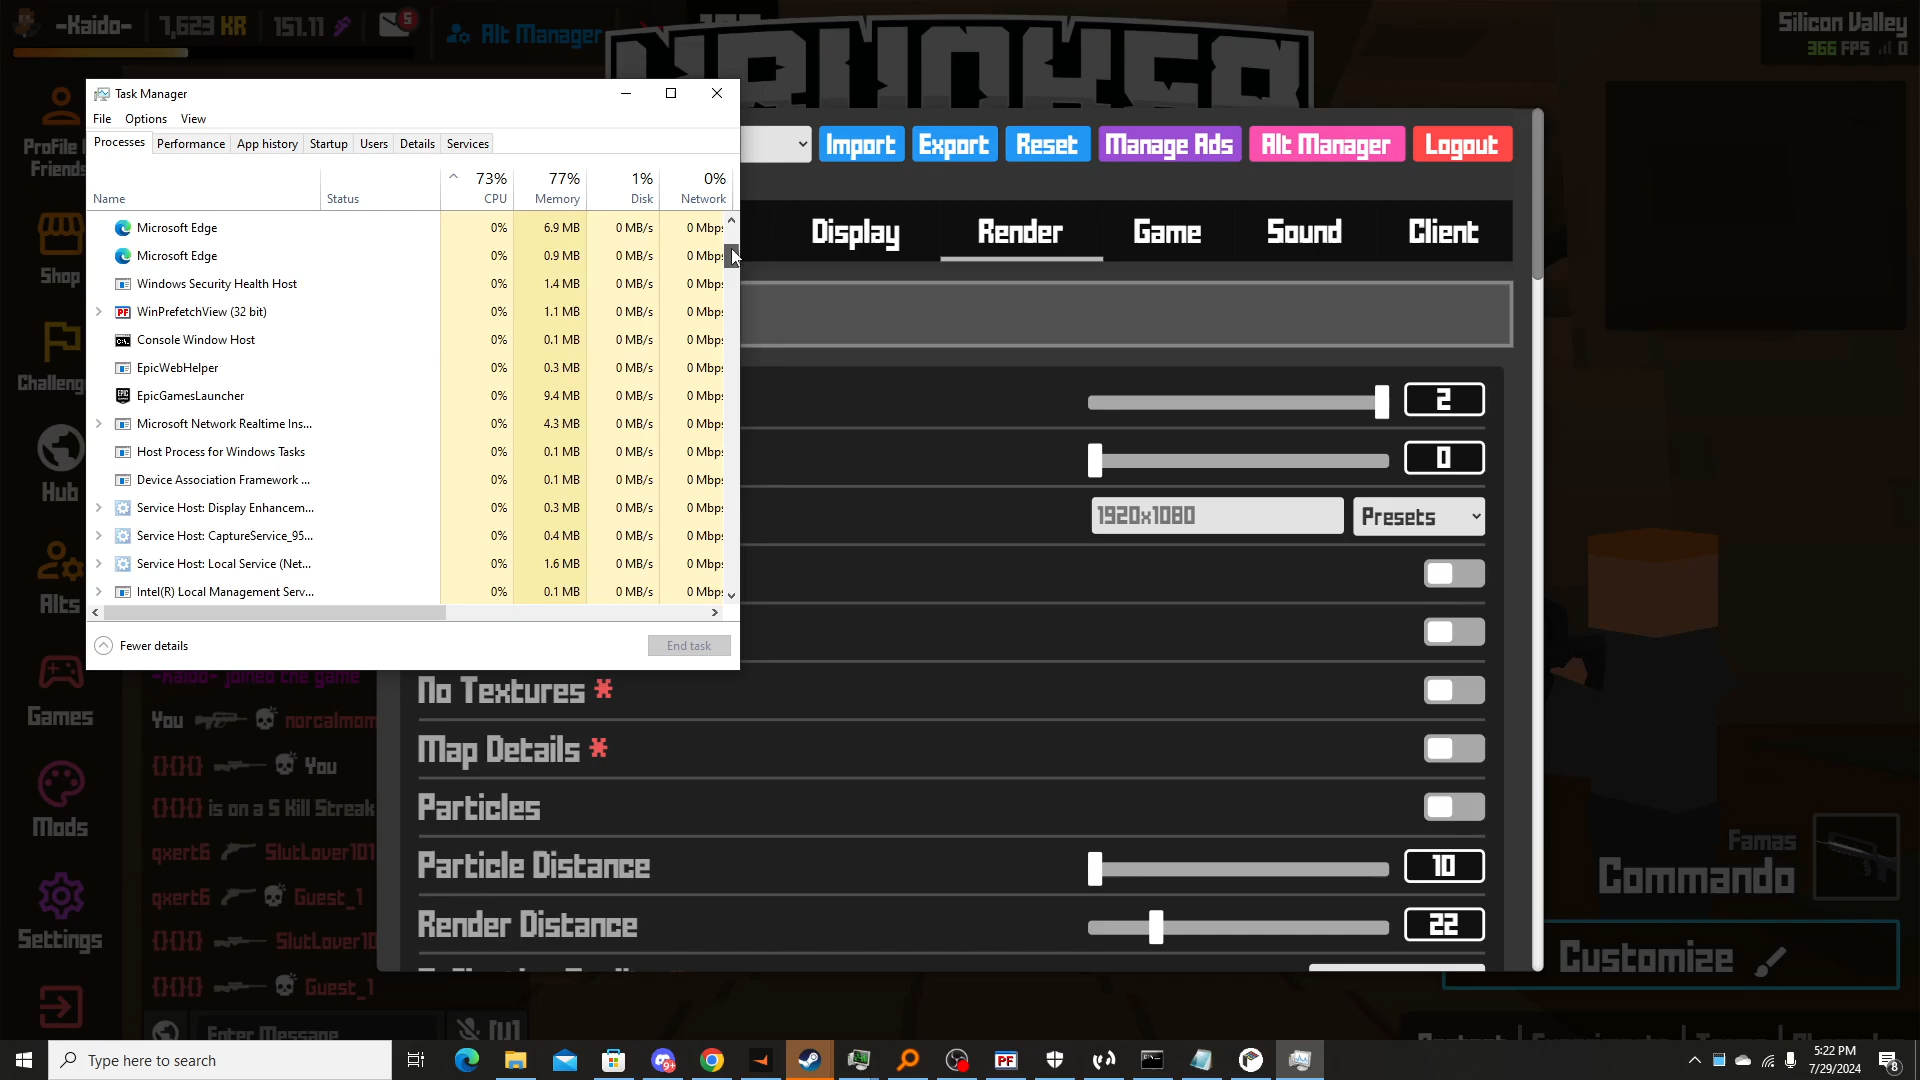 -Kaido-
1,623 KR
151.11
5
Alt Manager
KRUNKER
Silicon Valley
366 FPS
0
Task Manager
File Options View
Processes Performance App history Startup Users Details Services
73% 77% 1% 0%
Name Status CPU Memory Disk Network
Microsoft Edge 0% 6.9 MB 0 MB/s 0 Mbps
Microsoft Edge 0% 0.9 MB 0 MB/s 0 Mbps
Windows Security Health Host 0% 1.4 MB 0 MB/s 0 Mbps
PF WinPrefetchView (32 bit) 0% 1.1 MB 0 MB/s 0 Mbps
Console Window Host 0% 0.1 MB 0 MB/s 0 Mbps
EpicWebHelper 0% 0.3 MB 0 MB/s 0 Mbps
EpicGamesLauncher 0% 9.4 MB 0 MB/s 0 Mbps
Microsoft Network Realtime Ins... 0% 4.3 MB 0 MB/s 0 Mbps
Host Process for Windows Tasks 0% 0.1 MB 0 MB/s 0 Mbps
Device Association Framework ... 0% 0.1 MB 0 MB/s 0 Mbps
Service Host: Display Enhancem... 0% 0.3 MB 0 MB/s 0 Mbps
Service Host: CaptureService_95... 0% 0.4 MB 0 MB/s 0 Mbps
Service Host: Local Service (Net... 0% 1.6 MB 0 MB/s 0 Mbps
Intel(R) Local Management Serv... 0% 0.1 MB 0 MB/s 0 Mbps
Fewer details
End task
Import Export Reset Manage Ads Alt Manager Logout
Display Render Game Sound Client
2
0
1920x1080 Presets
No Textures *
Map Details *
Particles
Particle Distance 10
Render Distance 22
Profile
Friends
Shop
Challeng
Hub
Alts
Games
Mods
Settings
-Kaido- joined the game
You norcalmom
{}{}{} You
{}{}{} is on a 5 Kill Streak
qxert6 SlutLover101
qxert6 Guest_1
{}{}{} SlutLover10
{}{}{} Guest_1
Enter Message
Famas
Commando
Customize
Type here to search
9+
PF
5:22 PM
7/29/2024
8